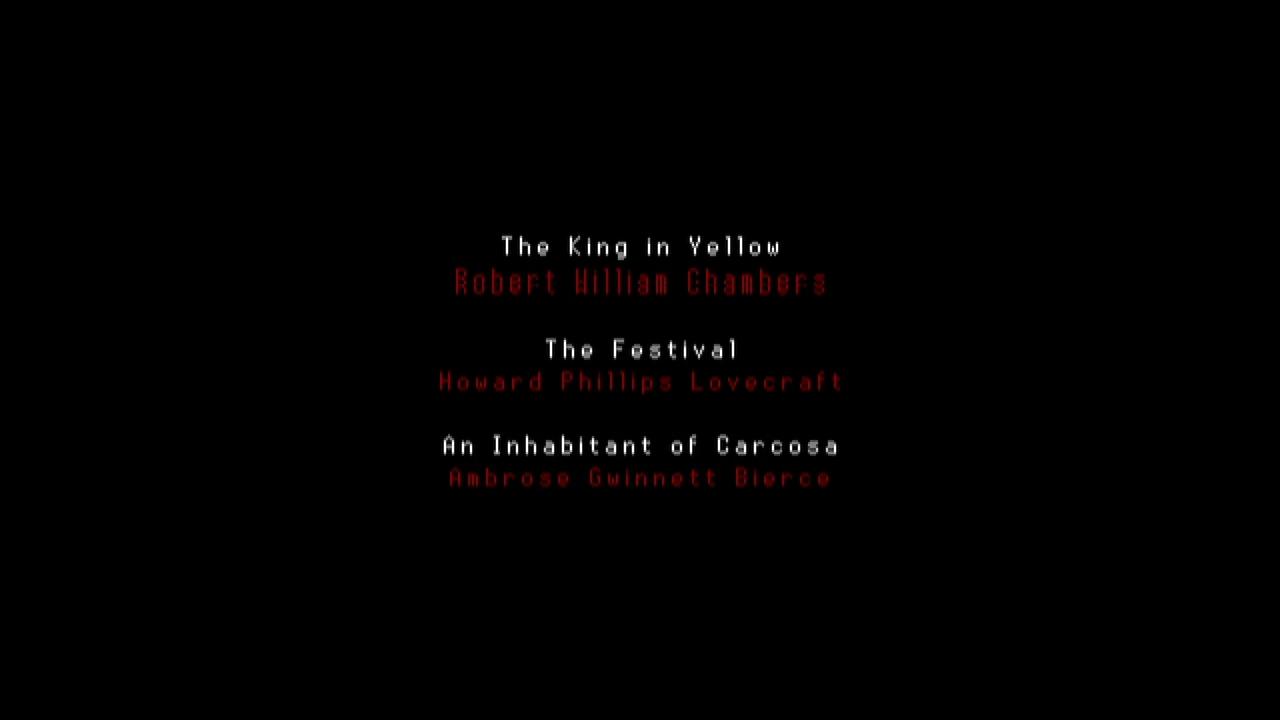 The King in Yellow
Robert William Chambers
The Festival
Howard Phillips Lovecraft
An Inhabitant of Carcosa
Ambrose Gwinnett Bierce